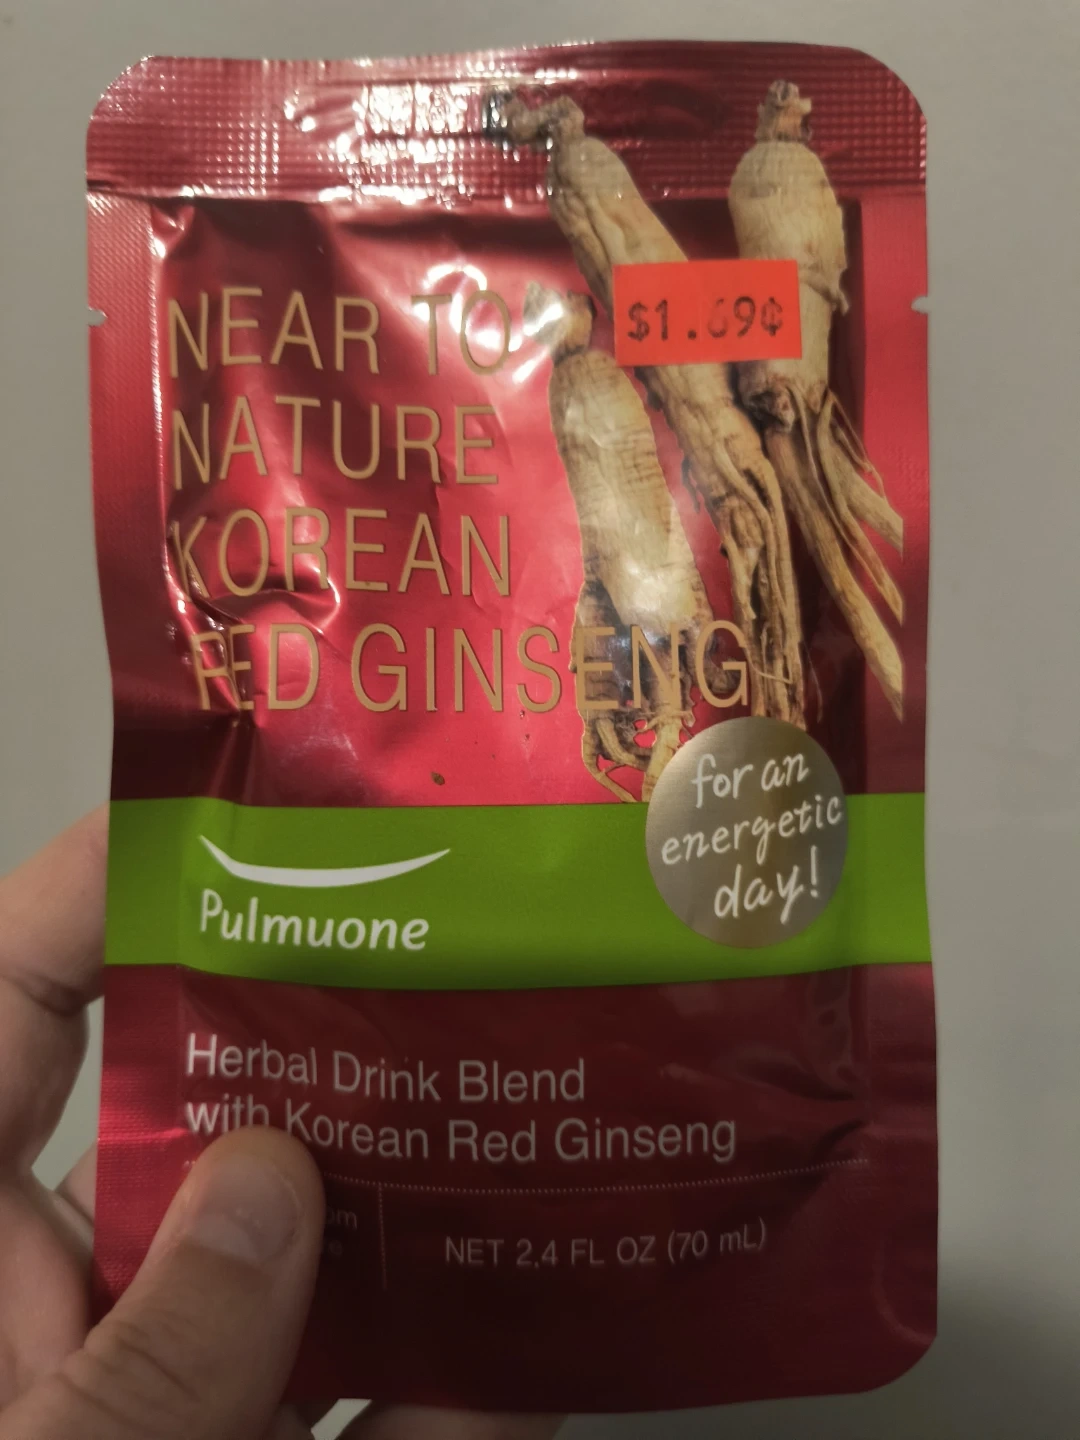 NEAR TO
$1.69¢
NATURE
KOREAN
RED GINSENG
for an
energetic
day!
Pulmuone
Herbal Drink Blend
with Korean Red Ginseng
NET 2.4 FL OZ (70 mL)